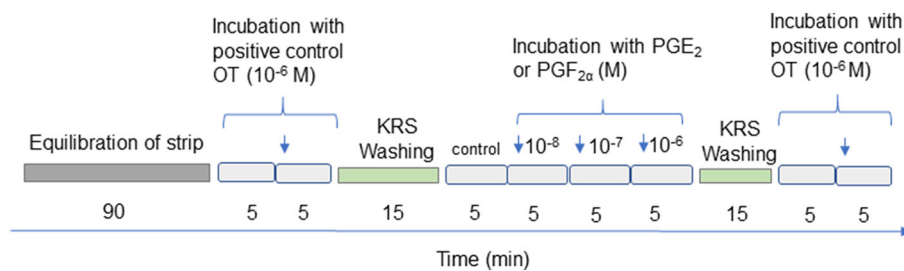 Incubation with
positive control
OT (10⁻⁶ M)
Incubation with PGE₂
or PGF₂α (M)
Incubation with
positive control
OT (10⁻⁶ M)
Equilibration of strip
KRS
Washing
control
10⁻⁸
10⁻⁷
10⁻⁶
KRS
Washing
90
5
5
15
5
5
5
5
15
5
5
Time (min)